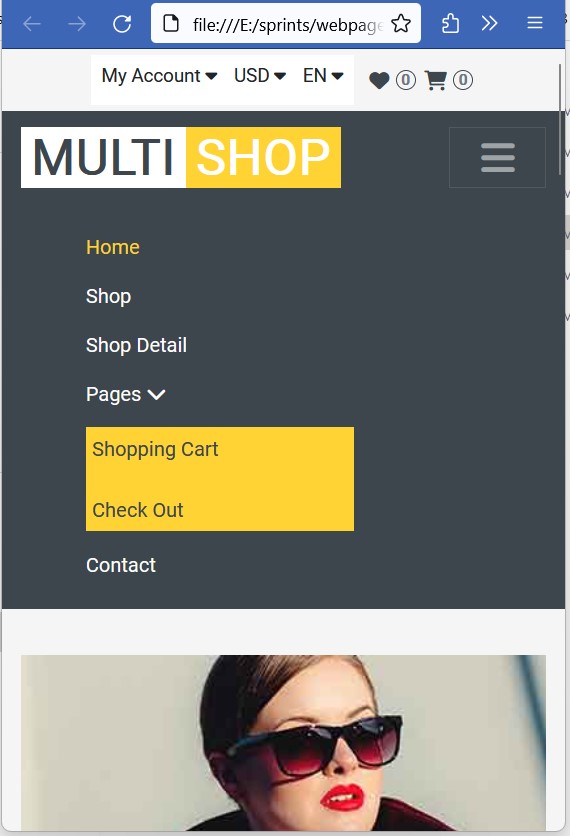 file:///E:/sprints/webpage
My Account USD EN 0 0
MULTI SHOP
Home
Shop
Shop Detail
Pages
Shopping Cart
Check Out
Contact